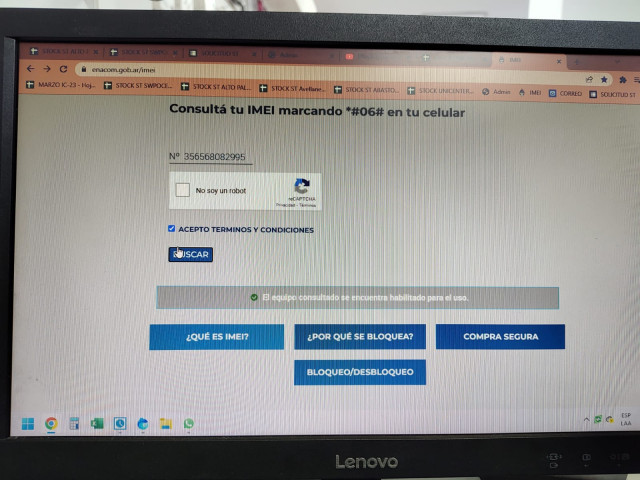 STOCK ST ALTO
STOCK ST SWPO
SOLICITUD ST
Admin
IMEI
enacom.gob.ar/imei
MARZO IC-23 - Hoj...
STOCK ST SWPOCE...
STOCK ST ALTO PAL...
STOCK ST Avellane...
STOCK ST ABASTO...
STOCK UNICENTER...
Admin
IMEI
CORREO
SOLICITUD ST
Consultá tu IMEI marcando *#06# en tu celular
Nº 356568082995
No soy un robot
reCAPTCHA
Privacidad - Términos
ACEPTO TERMINOS Y CONDICIONES
BUSCAR
El equipo consultado se encuentra habilitado para el uso.
¿QUÉ ES IMEI?
¿POR QUÉ SE BLOQUEA?
COMPRA SEGURA
BLOQUEO/DESBLOQUEO
ESP
LAA
Lenovo